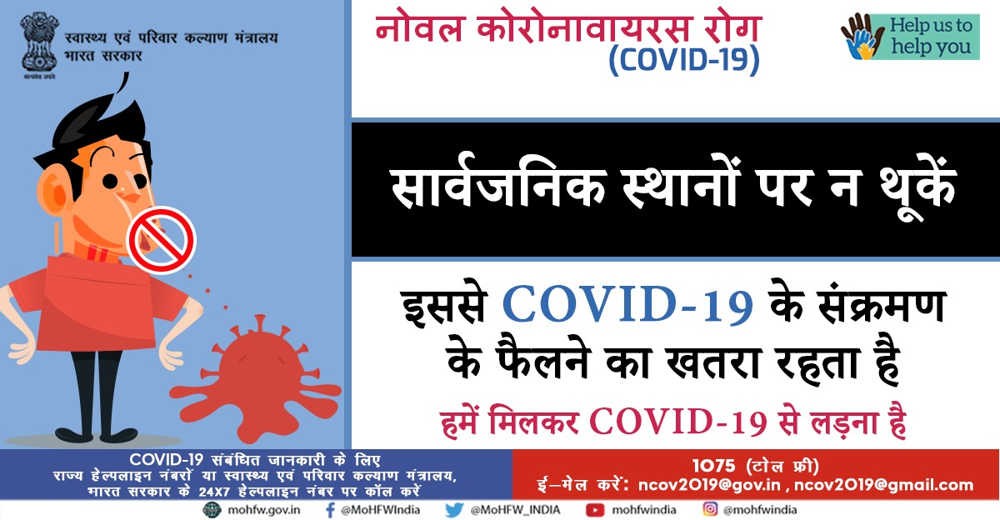 स्वास्थ्य एवं परिवार कल्याण मंत्रालय
भारत सरकार
सत्यमेव जयते
नोवल कोरोनावायरस रोग
(COVID-19)
Help us to
help you
सार्वजनिक स्थानों पर न थूकें
इससे COVID-19 के संक्रमण
के फैलने का खतरा रहता है
हमें मिलकर COVID-19 से लड़ना है
COVID-19 संबंधित जानकारी के लिए
राज्य हेल्पलाइन नंबरों या स्वास्थ्य एवं परिवार कल्याण मंत्रालय,
भारत सरकार के 24X7 हेल्पलाइन नंबर पर कॉल करें
1075 (टोल फ्री)
ई–मेल करें: ncov2019@gov.in , ncov2019@gmail.com
mohfw.gov.in @MoHFWIndia @MoHFW_INDIA mohfwindia @mohfwindia